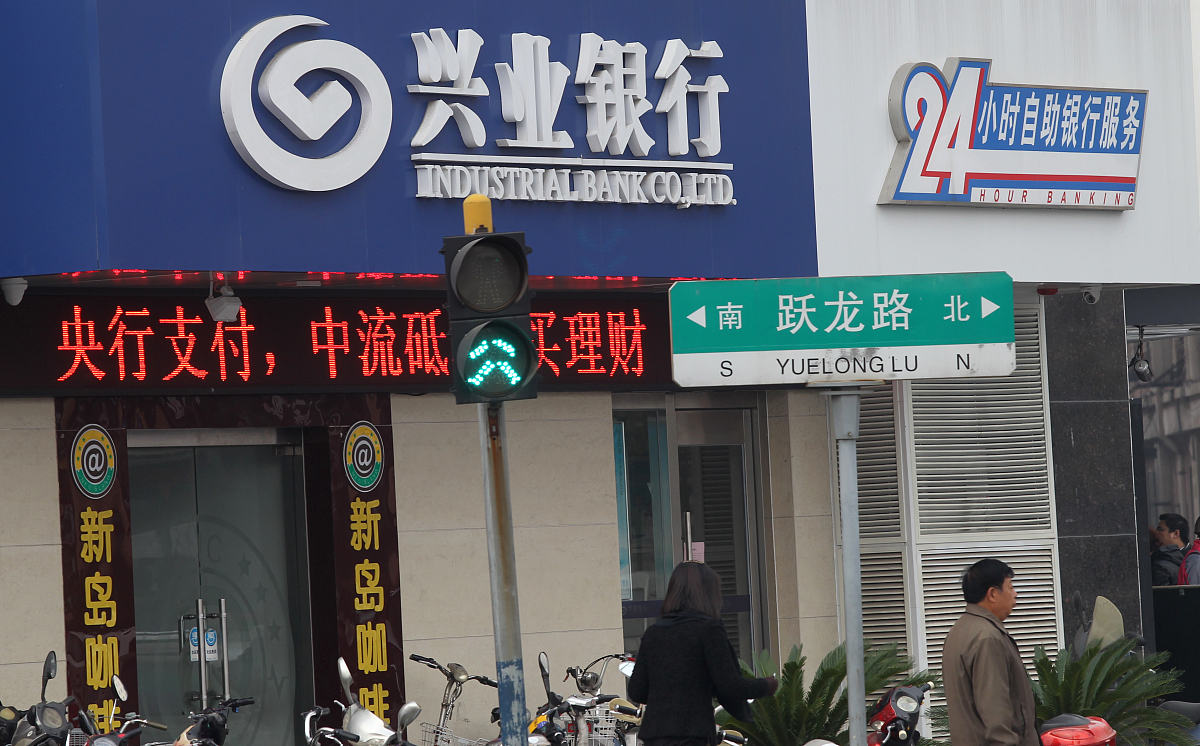 兴业银行
INDUSTRIAL BANK CO.,LTD.
24小时自助银行服务
HOUR BANKING
央行支付，中流砥 买理财
南 跃龙路 北
S YUELONG LU N
@
新岛咖
@
新岛咖啡